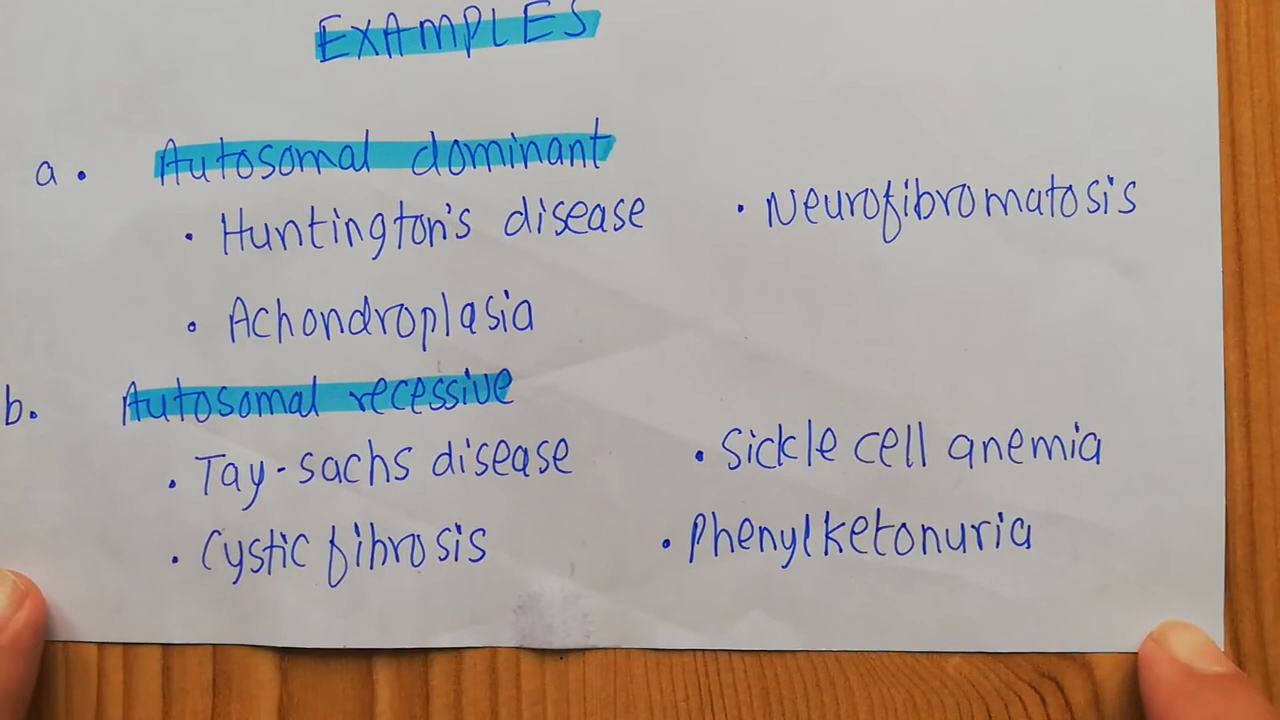 EXAMPLES
a. Autosomal dominant
• Huntington's disease
• Neurofibromatosis
• Achondroplasia
b. Autosomal recessive
• Tay-sachs disease
• Sickle cell anemia
• Cystic fibrosis
• Phenylketonuria